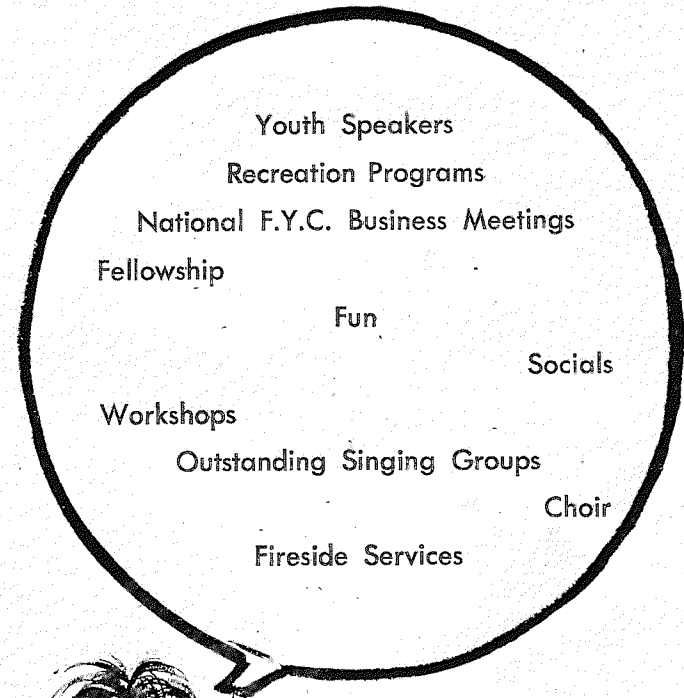 Youth Speakers
Recreation Programs
National F.Y.C. Business Meetings
Fellowship
Fun
Socials
Workshops
Outstanding Singing Groups
Choir
Fireside Services